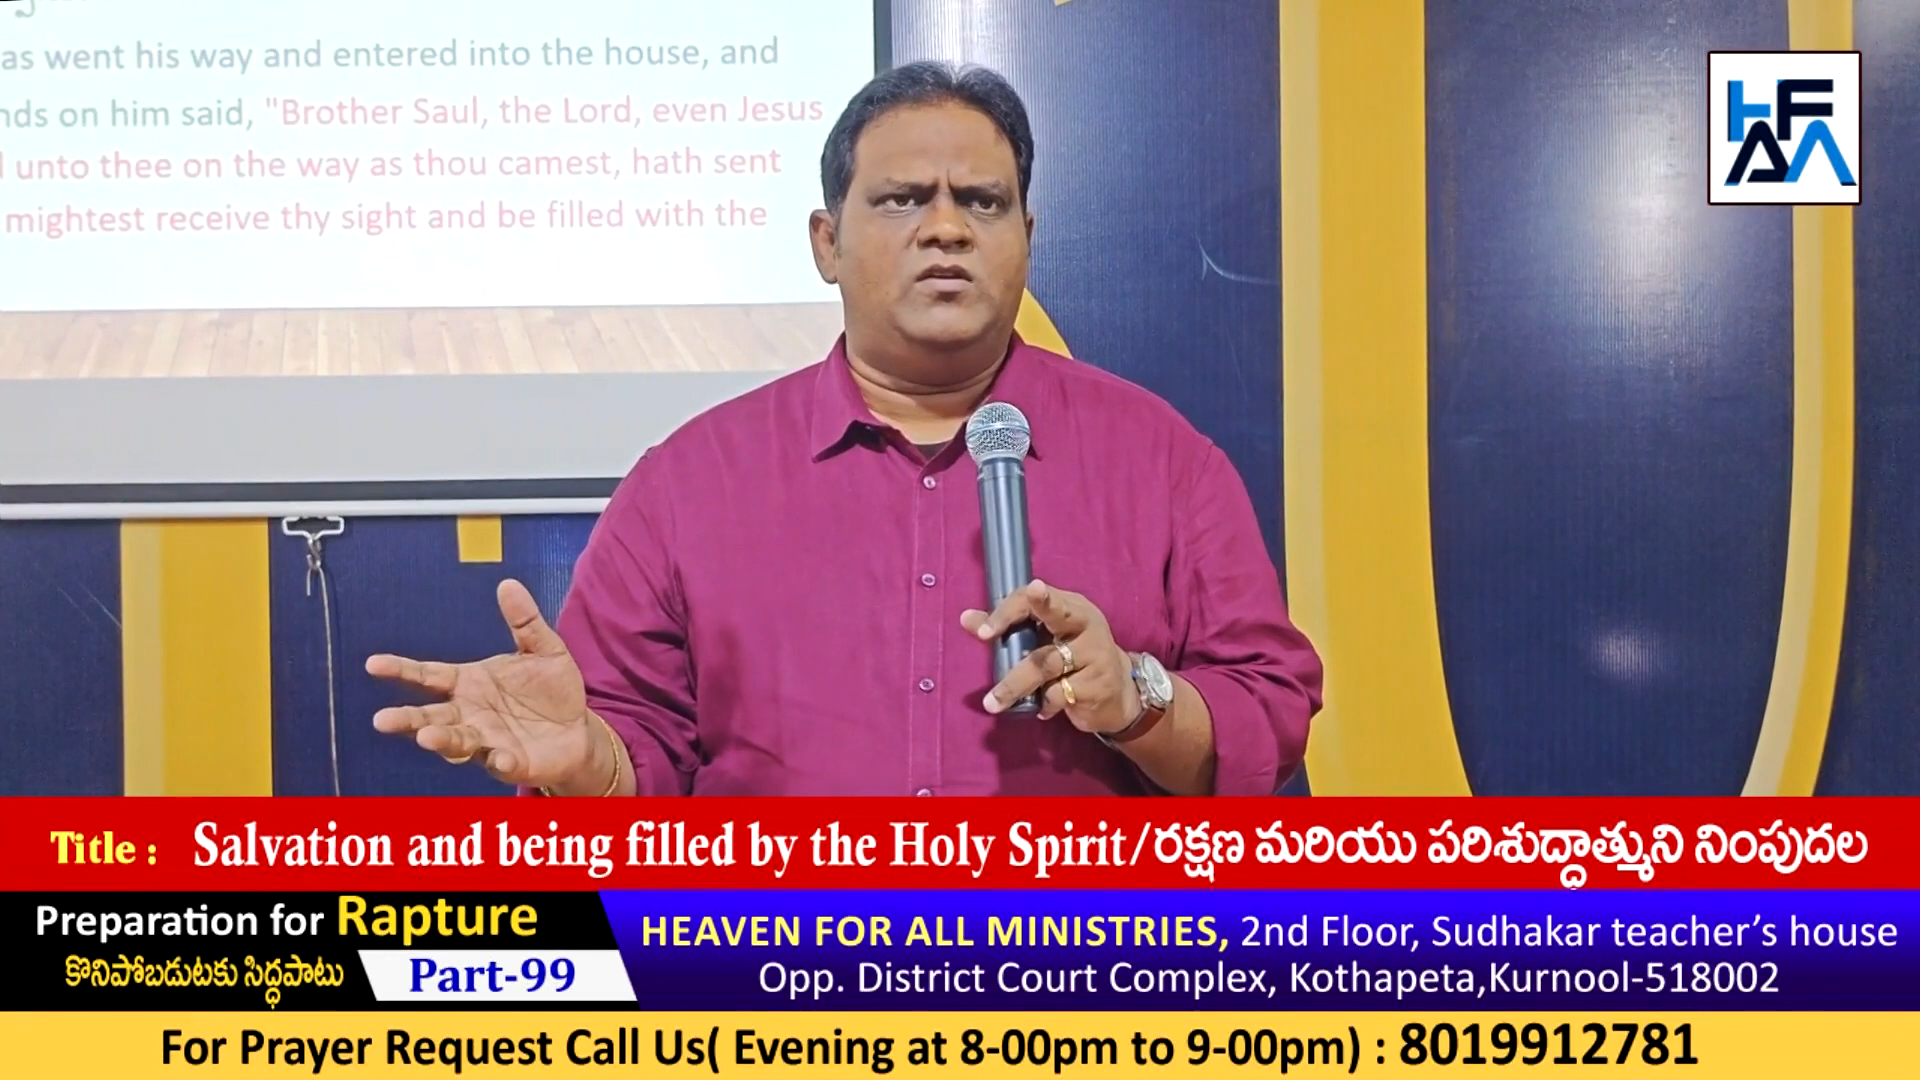 as went his way and entered into the house, and
nds on him said, "Brother Saul, the Lord, even Jesus
unto thee on the way as thou camest, hath sent
mightest receive thy sight and be filled with the
HFAM
Title : Salvation and being filled by the Holy Spirit/రక్షణ మరియు పరిశుద్ధాత్ముని నింపుదల
Preparation for Rapture
కొనిపోబడుటకు సిద్ధపాటు
Part-99
HEAVEN FOR ALL MINISTRIES, 2nd Floor, Sudhakar teacher's house
Opp. District Court Complex, Kothapeta,Kurnool-518002
For Prayer Request Call Us( Evening at 8-00pm to 9-00pm) : 8019912781